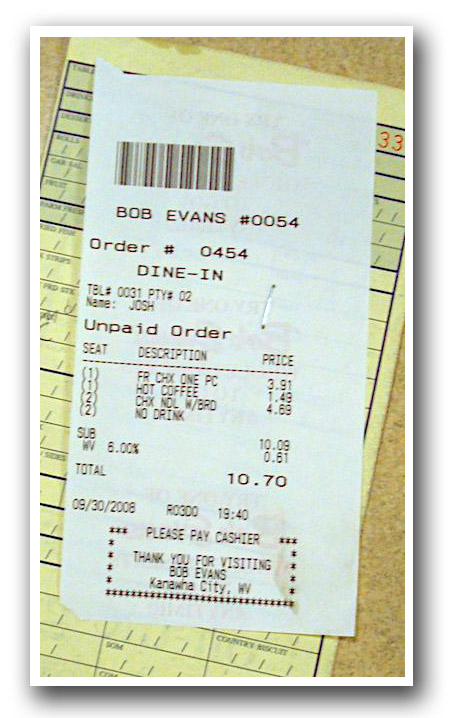 33
BOB EVANS #0054
Order # 0454
DINE-IN
TBL# 0031 PTY# 02
Name: JOSH
Unpaid Order
SEAT DESCRIPTION PRICE
(1) FR CHX ONE PC 3.91
(1) HOT COFFEE 1.49
(2) CHX NDL W/BRD 4.69
(2) NO DRINK
SUB 10.09
WV 6.00% 0.61
TOTAL 10.70
09/30/2008 R03D0 19:40
*** PLEASE PAY CASHIER ***
THANK YOU FOR VISITING
BOB EVANS
Kanawha City, WV
COUNTRY BISCUIT
SOM